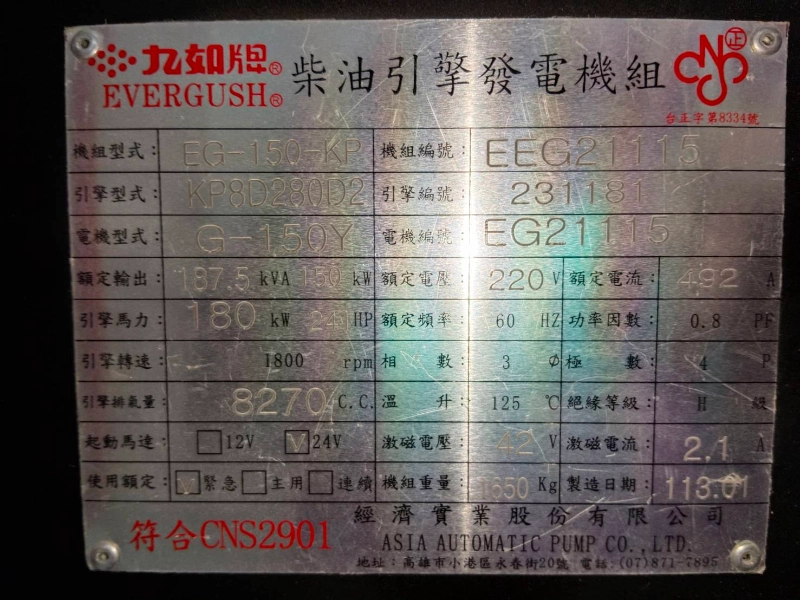 九如牌® 柴油引擎發電機組 正
EVERGUSH®
台正字第8334號
機組型式： EG-150-KP 機組編號： EEG21115
引擎型式： KP8D280D2 引擎編號： 231181
電機型式： G-150Y 電機編號： EG21115
額定輸出： 187.5 kVA 150 kW 額定電壓： 220 V 額定電流： 492 A
引擎馬力： 180 kW HP 額定頻率： 60 HZ 功率因數： 0.8 PF
引擎轉速： 1800 rpm 相數： 3 Φ 極數： 4 P
引擎排氣量： 8270 C.C. 溫升： 125 ℃ 絕緣等級： H 級
起動馬達： □12V ☑24V 激磁電壓： 42 V 激磁電流： 2.1 A
使用額定： ☑緊急 □主用 □連續 機組重量： 1650 Kg 製造日期： 113.01
符合CNS2901 經濟實業股份有限公司
ASIA AUTOMATIC PUMP CO., LTD.
地址：高雄市小港區永春街20號 電話：(07)871-7895